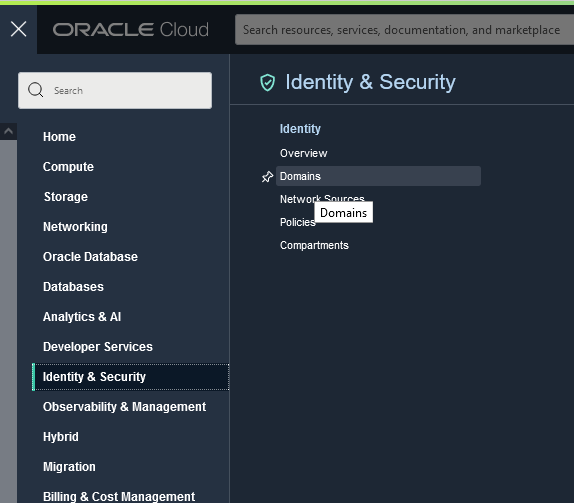 ORACLE Cloud
Search resources, services, documentation, and marketplace
Search
Home
Compute
Storage
Networking
Oracle Database
Databases
Analytics & AI
Developer Services
Identity & Security
Observability & Management
Hybrid
Migration
Billing & Cost Management
Identity & Security
Identity
Overview
Domains
Network Sources
Domains
Policies
Compartments